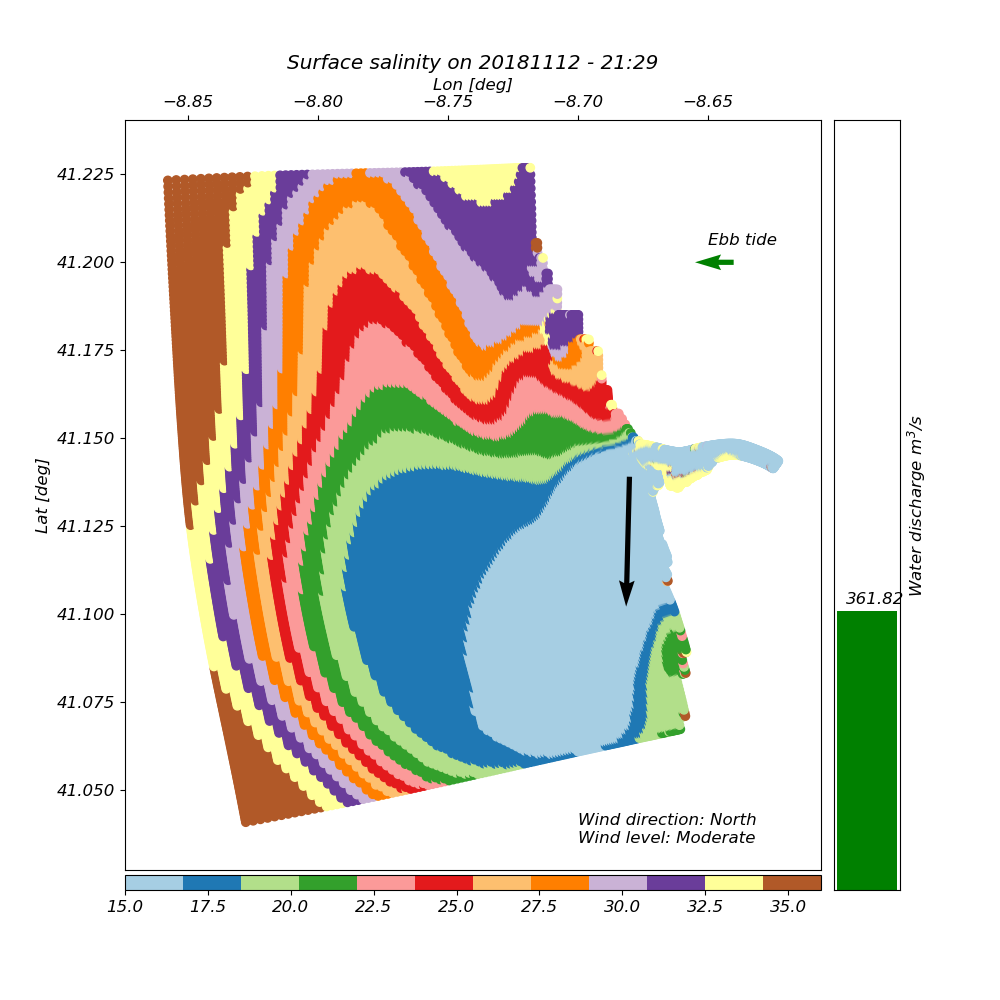 Surface salinity on 20181112 - 21:29
Lon [deg]
−8.85 −8.80 −8.75 −8.70 −8.65
41.225
41.200
41.175
41.150
41.125
41.100
41.075
41.050
Lat [deg]
Ebb tide
Water discharge m³/s
361.82
Wind direction: North
Wind level: Moderate
15.0 17.5 20.0 22.5 25.0 27.5 30.0 32.5 35.0